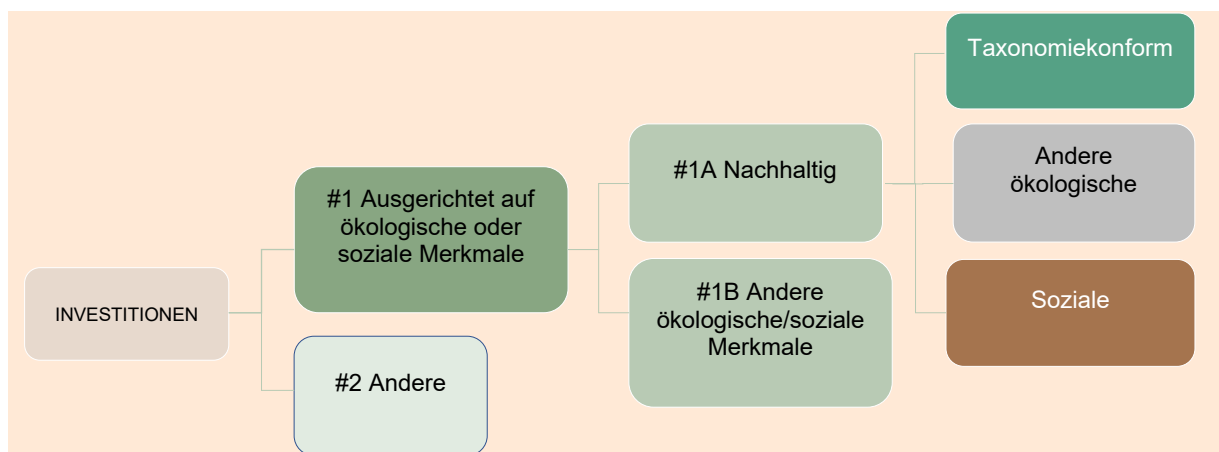 INVESTITIONEN
#1 Ausgerichtet auf
ökologische oder
soziale Merkmale
#2 Andere
#1A Nachhaltig
#1B Andere
ökologische/soziale
Merkmale
Taxonomiekonform
Andere
ökologische
Soziale